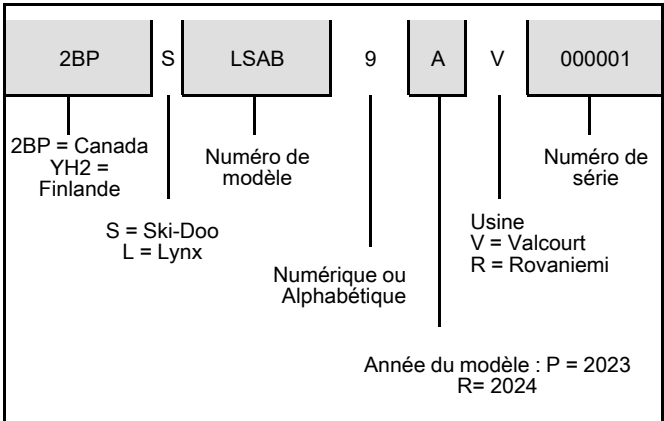 2BP S LSAB 9 A V 000001
2BP = Canada
YH2 =
Finlande
Numéro de
modèle
Numéro de
série
S = Ski-Doo
L = Lynx
Usine
V = Valcourt
R = Rovaniemi
Numérique ou
Alphabétique
Année du modèle : P = 2023
R= 2024